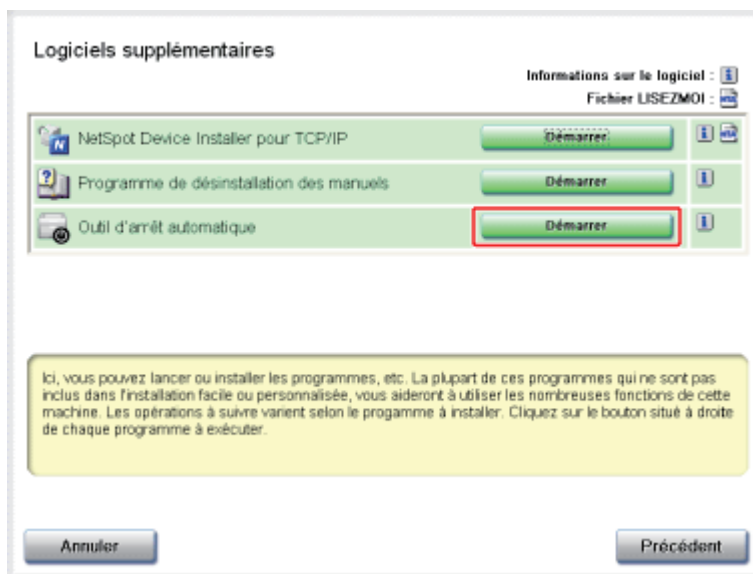 Logiciels supplémentaires
Informations sur le logiciel :
Fichier LISEZMOI :
NetSpot Device Installer pour TCP/IP Démarrer
Programme de désinstallation des manuels Démarrer
Outil d'arrêt automatique Démarrer
Ici, vous pouvez lancer ou installer les programmes, etc. La plupart de ces programmes qui ne sont pas
inclus dans l'installation facile ou personnalisée, vous aideront à utiliser les nombreuses fonctions de cette
machine. Les opérations à suivre varient selon le progamme à installer. Cliquez sur le bouton situé à droite
de chaque programme à exécuter.
Annuler Précédent